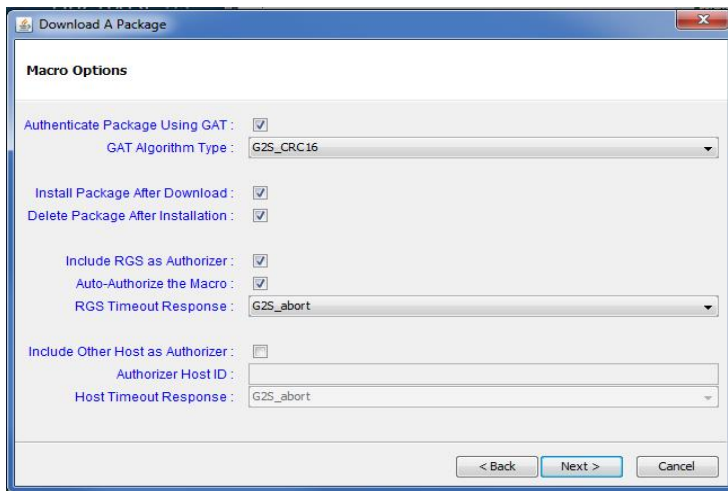 Download A Package
Macro Options
Authenticate Package Using GAT :
GAT Algorithm Type : G2S_CRC16
Install Package After Download :
Delete Package After Installation :
Include RGS as Authorizer :
Auto-Authorize the Macro :
RGS Timeout Response : G2S_abort
Include Other Host as Authorizer :
Authorizer Host ID :
Host Timeout Response : G2S_abort
< Back Next > Cancel